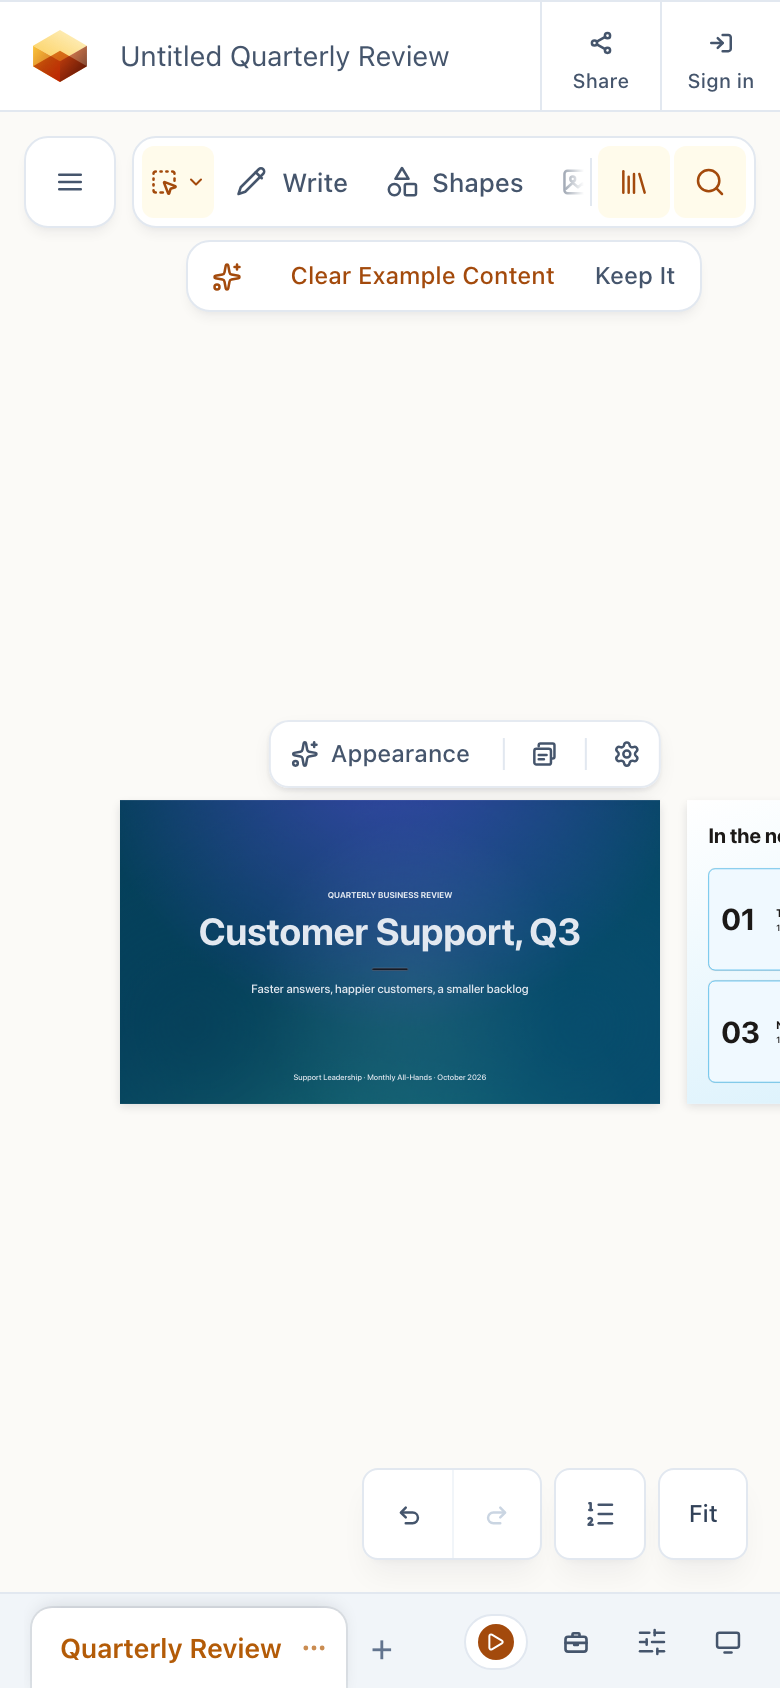 Untitled Quarterly Review
Share
Sign in
Write
Shapes
Clear Example Content
Keep It
Appearance
QUARTERLY BUSINESS REVIEW
Customer Support, Q3
Faster answers, happier customers, a smaller backlog
Support Leadership · Monthly All-Hands · October 2026
In the
01
03
Fit
Quarterly Review